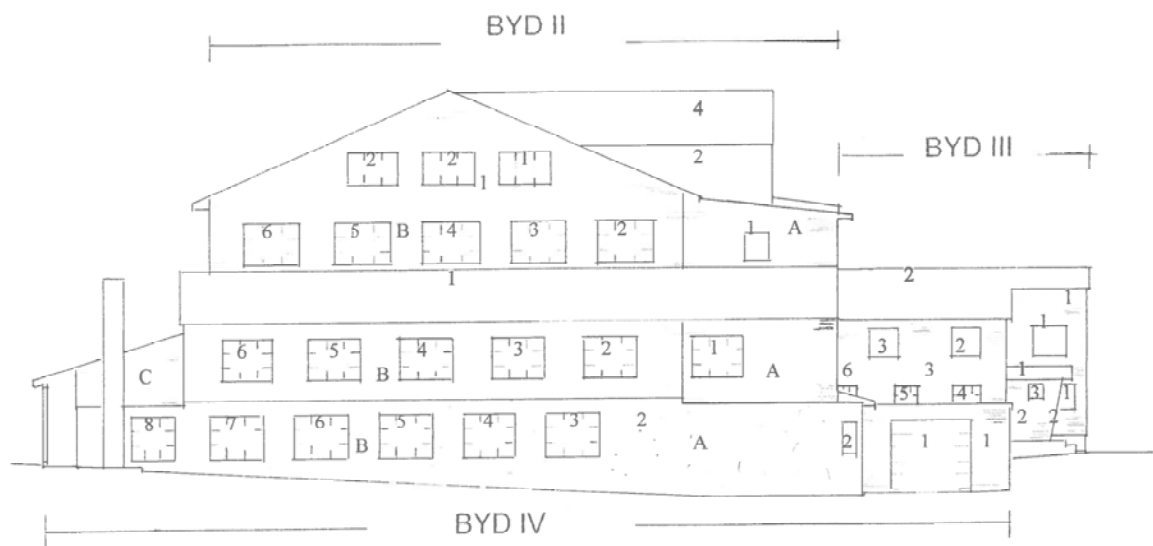 BYD II
4
BYD III
2
2 2 1
1
6 5 B 4 3 2 1 A
1 2
1
1
6 5 4 3 2 1 3 2
C B A 6 3 1
5 4 3 1
8 7 6 5 4 3 2 2 2
B A 2 1 1
BYD IV